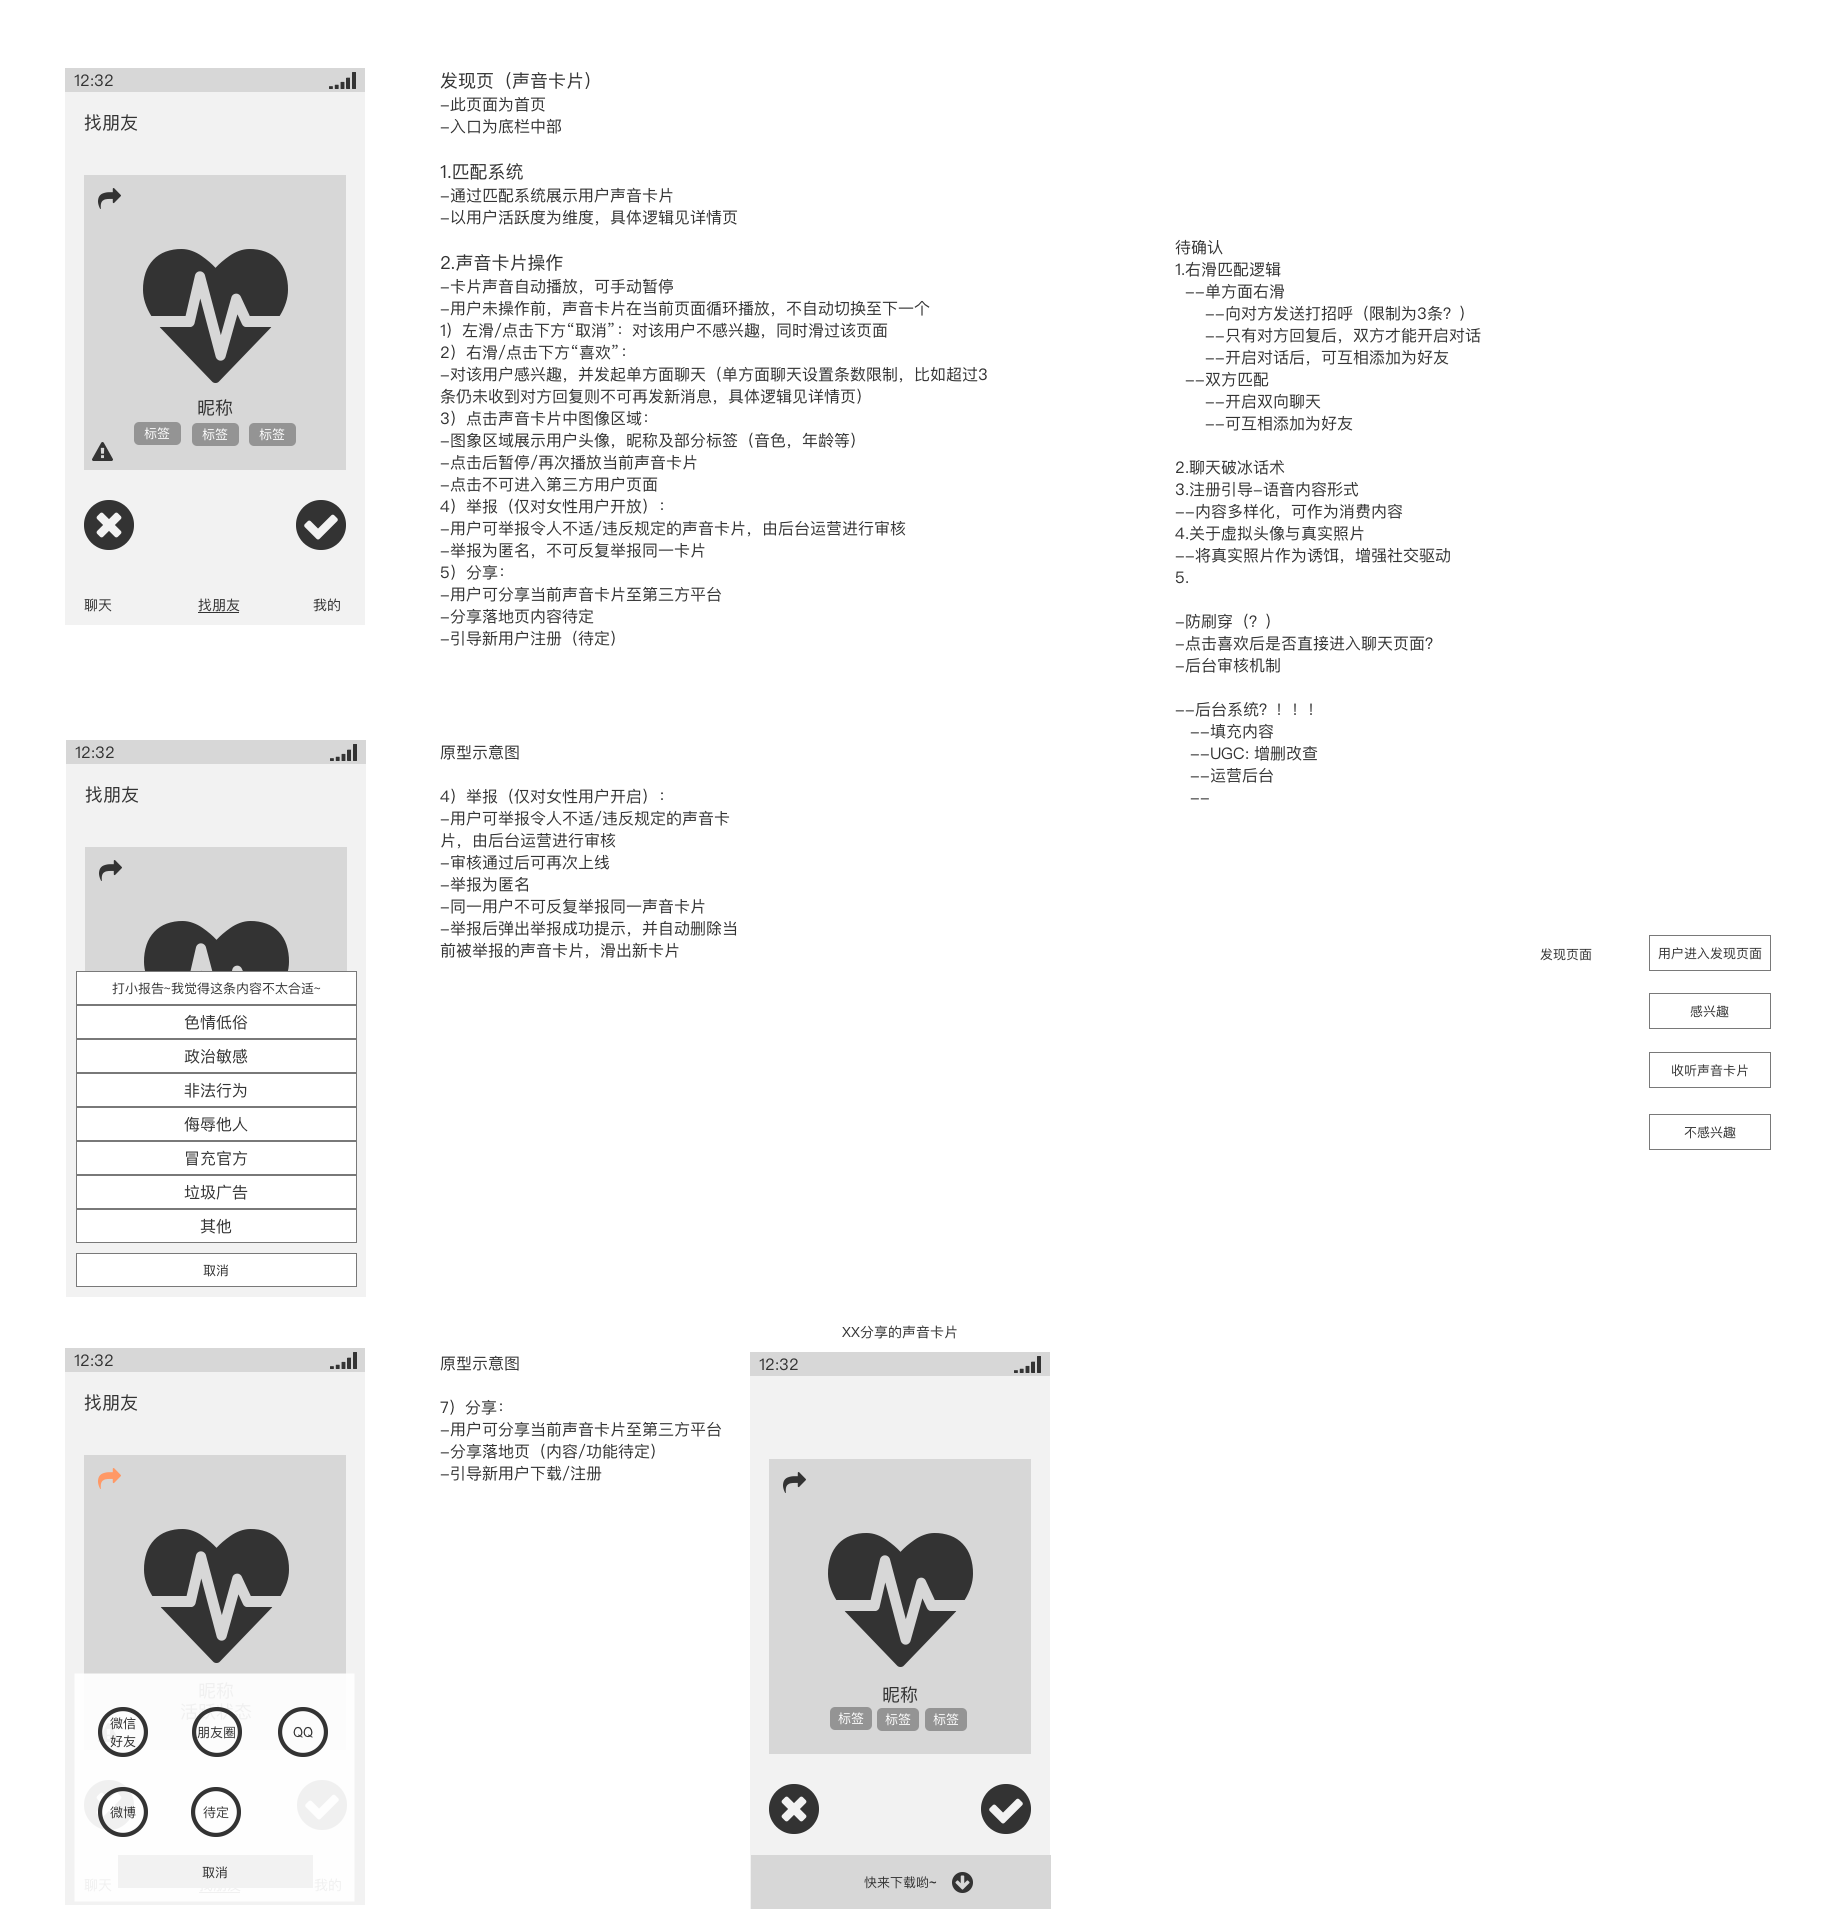 12:32
找朋友
昵称
标签
标签
标签
聊天
找朋友
我的
发现页（声音卡片）
-此页面为首页
-入口为底栏中部
1.匹配系统
-通过匹配系统展示用户声音卡片
-以用户活跃度为维度，具体逻辑见详情页
2.声音卡片操作
-卡片声音自动播放，可手动暂停
-用户未操作前，声音卡片在当前页面循环播放，不自动切换至下一个
1）左滑/点击下方“取消”：对该用户不感兴趣，同时滑过该页面
2）右滑/点击下方“喜欢”：
-对该用户感兴趣，并发起单方面聊天（单方面聊天设置条数限制，比如超过3
条仍未收到对方回复则不可再发新消息，具体逻辑见详情页）
3）点击声音卡片中图像区域：
-图象区域展示用户头像，昵称及部分标签（音色，年龄等）
-点击后暂停/再次播放当前声音卡片
-点击不可进入第三方用户页面
4）举报（仅对女性用户开放）：
-用户可举报令人不适/违反规定的声音卡片，由后台运营进行审核
-举报为匿名，不可反复举报同一卡片
5）分享：
-用户可分享当前声音卡片至第三方平台
-分享落地页内容待定
-引导新用户注册（待定）
待确认
1.右滑匹配逻辑
--单方面右滑
--向对方发送打招呼（限制为3条？）
--只有对方回复后，双方才能开启对话
--开启对话后，可互相添加为好友
--双方匹配
--开启双向聊天
--可互相添加为好友
2.聊天破冰话术
3.注册引导-语音内容形式
--内容多样化，可作为消费内容
4.关于虚拟头像与真实照片
--将真实照片作为诱饵，增强社交驱动
5.
-防刷穿（？）
-点击喜欢后是否直接进入聊天页面？
-后台审核机制
--后台系统？！！！
--填充内容
--UGC: 增删改查
--运营后台
--
12:32
找朋友
打小报告~我觉得这条内容不太合适~
色情低俗
政治敏感
非法行为
侮辱他人
冒充官方
垃圾广告
其他
取消
原型示意图
4）举报（仅对女性用户开启）：
-用户可举报令人不适/违反规定的声音卡
片，由后台运营进行审核
-审核通过后可再次上线
-举报为匿名
-同一用户不可反复举报同一声音卡片
-举报后弹出举报成功提示，并自动删除当
前被举报的声音卡片，滑出新卡片
发现页面
用户进入发现页面
感兴趣
收听声音卡片
不感兴趣
12:32
找朋友
昵称
微信
好友
朋友圈
QQ
微博
待定
取消
聊天
我的
原型示意图
7）分享：
-用户可分享当前声音卡片至第三方平台
-分享落地页（内容/功能待定）
-引导新用户下载/注册
XX分享的声音卡片
12:32
昵称
标签
标签
标签
快来下载哟~